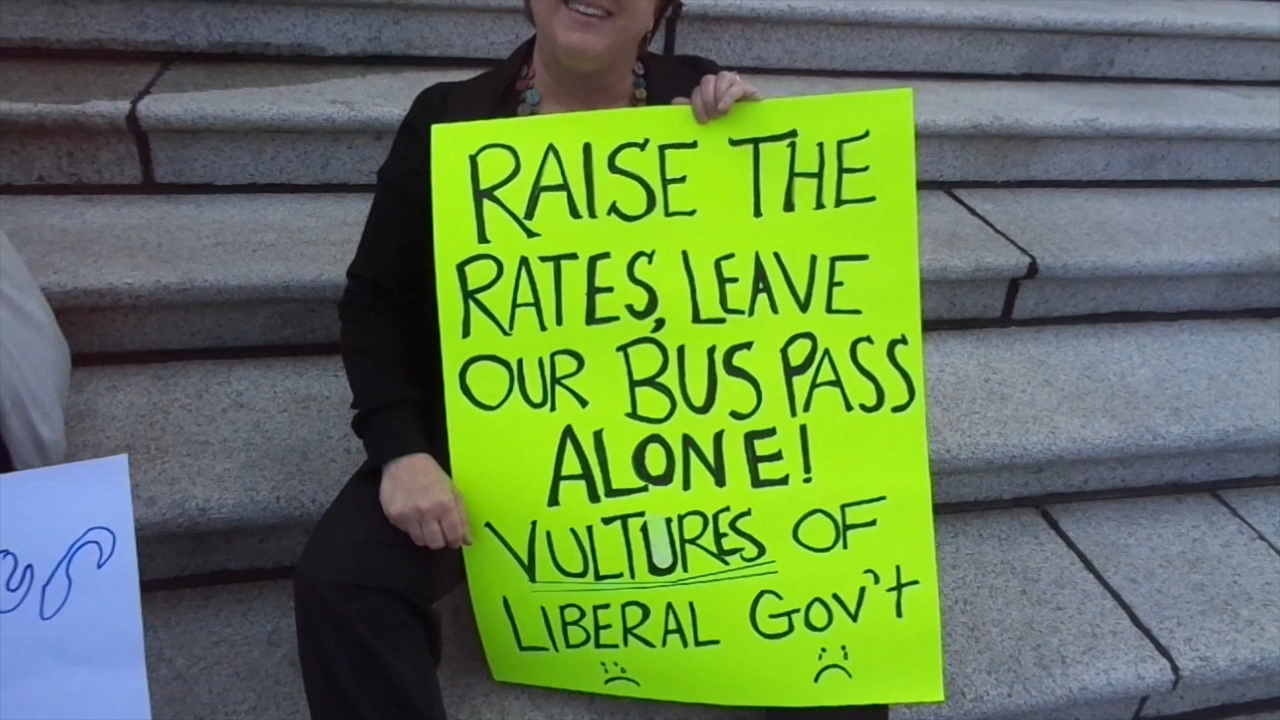 RAISE THE
RATES, LEAVE
OUR BUS PASS
ALONE!
VULTURES OF
LIBERAL GOV't